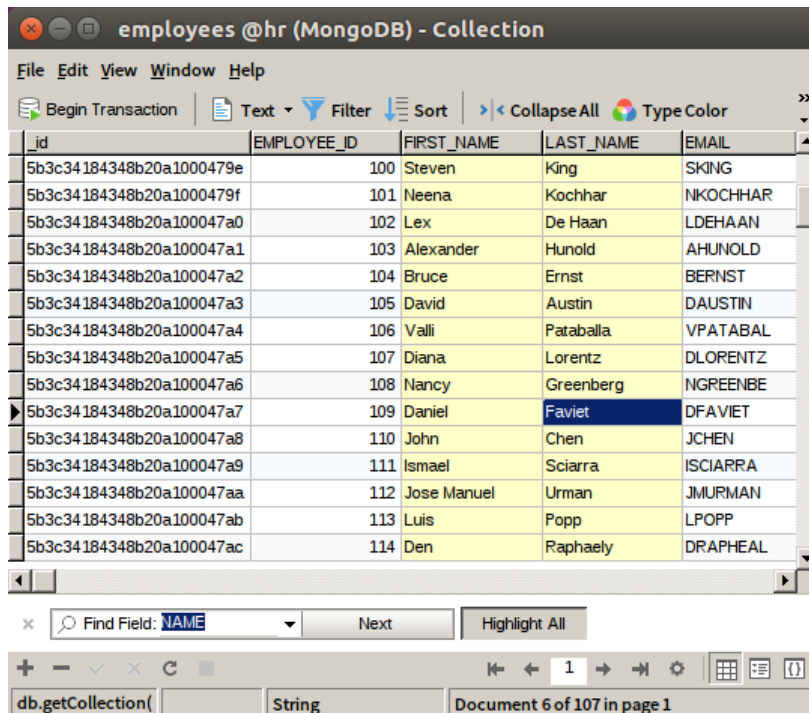 employees @hr (MongoDB) - Collection
File Edit View Window Help
Begin Transaction Text Filter Sort Collapse All Type Color »
_id EMPLOYEE_ID FIRST_NAME LAST_NAME EMAIL
5b3c34184348b20a1000479e 100 Steven King SKING
5b3c34184348b20a1000479f 101 Neena Kochhar NKOCHHAR
5b3c34184348b20a100047a0 102 Lex De Haan LDEHAAN
5b3c34184348b20a100047a1 103 Alexander Hunold AHUNOLD
5b3c34184348b20a100047a2 104 Bruce Ernst BERNST
5b3c34184348b20a100047a3 105 David Austin DAUSTIN
5b3c34184348b20a100047a4 106 Valli Pataballa VPATABAL
5b3c34184348b20a100047a5 107 Diana Lorentz DLORENTZ
5b3c34184348b20a100047a6 108 Nancy Greenberg NGREENBE
5b3c34184348b20a100047a7 109 Daniel Faviet DFAVIET
5b3c34184348b20a100047a8 110 John Chen JCHEN
5b3c34184348b20a100047a9 111 Ismael Sciarra ISCIARRA
5b3c34184348b20a100047aa 112 Jose Manuel Urman JMURMAN
5b3c34184348b20a100047ab 113 Luis Popp LPOPP
5b3c34184348b20a100047ac 114 Den Raphaely DRAPHEAL
Find Field: NAME Next Highlight All
1
db.getCollection( String Document 6 of 107 in page 1